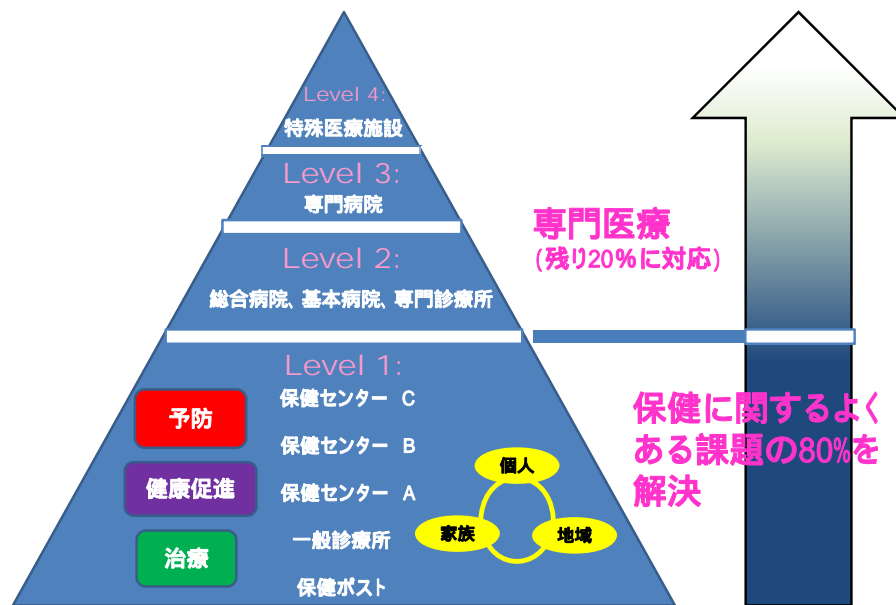 Level 4:
特殊医療施設
Level 3:
専門病院
Level 2:
総合病院、基本病院、専門診療所
専門医療
(残り20%に対応)
Level 1:
予防
健康促進
治療
保健センター C
保健センター B
保健センター A
一般診療所
保健ポスト
個人
家族
地域
保健に関するよく
ある課題の80%を
解決